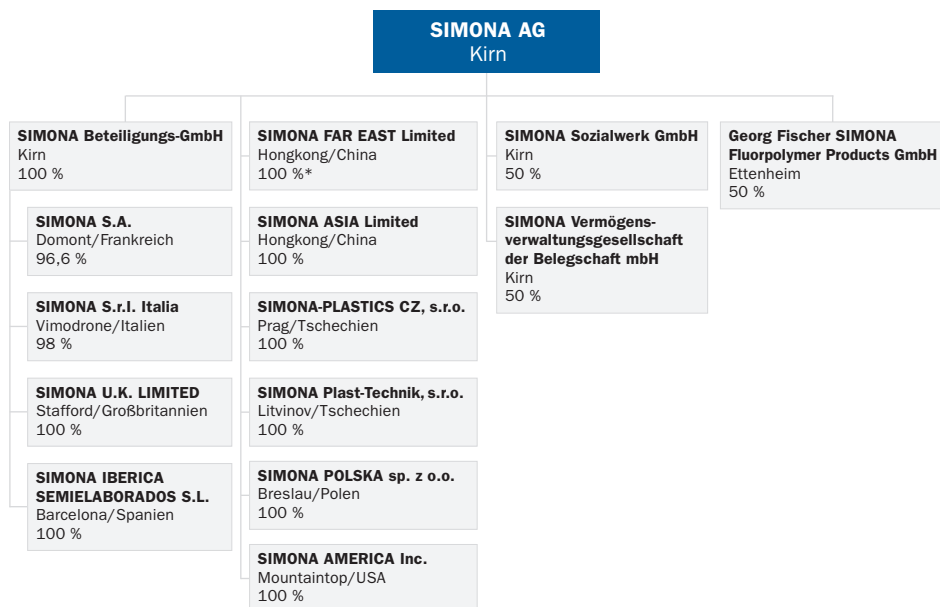 SIMONA AG
Kirn
SIMONA Beteiligungs-GmbH
Kirn
100 %
SIMONA S.A.
Domont/Frankreich
96,6 %
SIMONA S.r.I. Italia
Vimodrone/Italien
98 %
SIMONA U.K. LIMITED
Stafford/Großbritannien
100 %
SIMONA IBERICA
SEMIELABORADOS S.L.
Barcelona/Spanien
100 %
SIMONA FAR EAST Limited
Hongkong/China
100 %*
SIMONA ASIA Limited
Hongkong/China
100 %
SIMONA-PLASTICS CZ, s.r.o.
Prag/Tschechien
100 %
SIMONA Plast-Technik, s.r.o.
Litvinov/Tschechien
100 %
SIMONA POLSKA sp. z o.o.
Breslau/Polen
100 %
SIMONA AMERICA Inc.
Mountaintop/USA
100 %
SIMONA Sozialwerk GmbH
Kirn
50 %
SIMONA Vermögens-
verwaltungsgesellschaft
der Belegschaft mbH
Kirn
50 %
Georg Fischer SIMONA
Fluorpolymer Products GmbH
Ettenheim
50 %